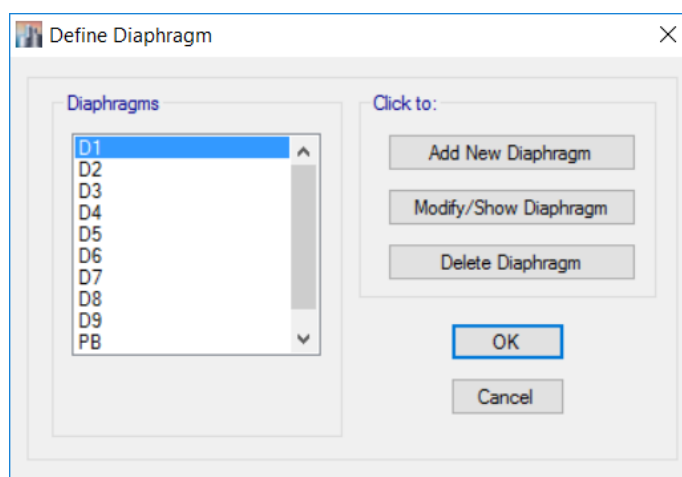 Define Diaphragm
Diaphragms
D1
D2
D3
D4
D5
D6
D7
D8
D9
PB
Click to:
Add New Diaphragm
Modify/Show Diaphragm
Delete Diaphragm
OK
Cancel